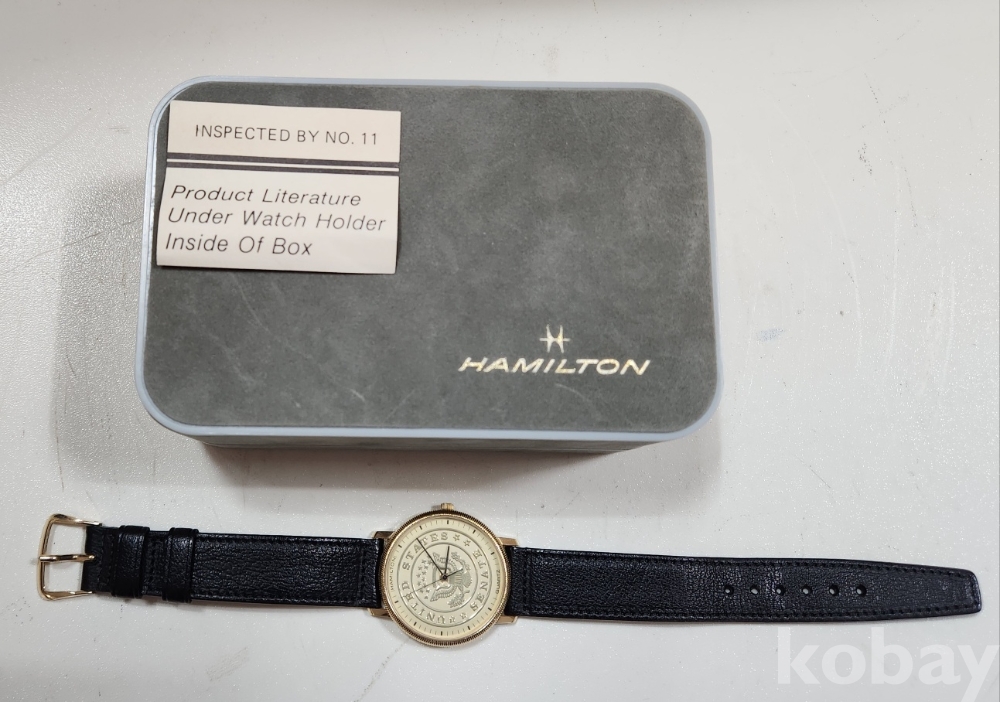 INSPECTED BY NO. 11
Product Literature
Under Watch Holder
Inside Of Box
HAMILTON
UNITED STATES
SENATE
kobay